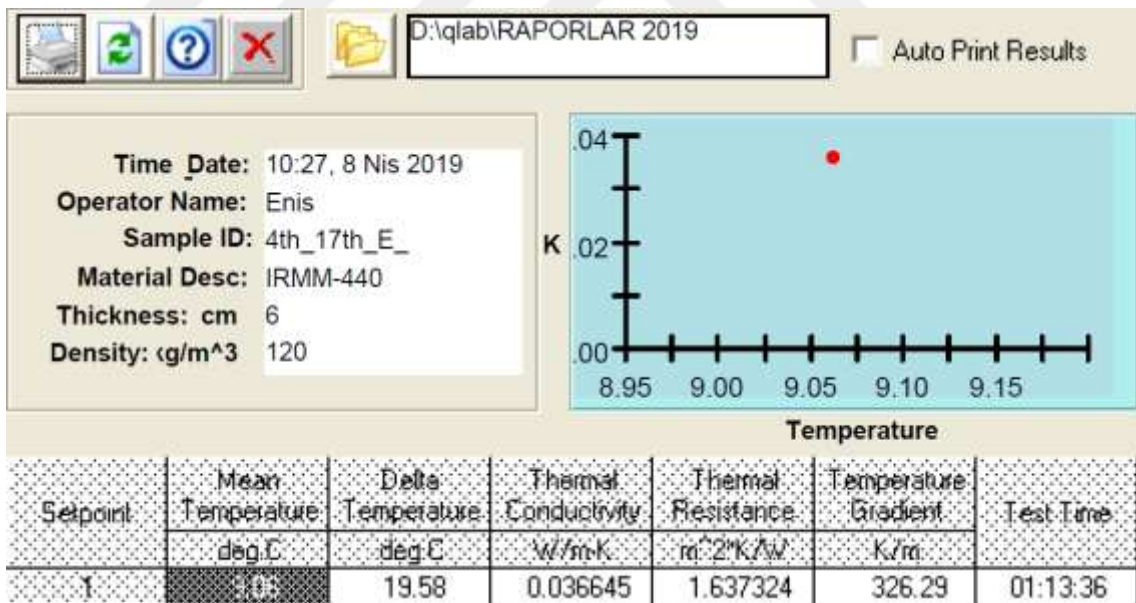 D:\qlab\RAPORLAR 2019
Auto Print Results
Time Date: 10:27, 8 Nis 2019
Operator Name: Enis
Sample ID: 4th_17th_E_
Material Desc: IRMM-440
Thickness: cm 6
Density: ‹g/m^3 120
.04
K .02
.00
8.95 9.00 9.05 9.10 9.15
Temperature
Setpoint Mean Temperature Delta Temperature Thermal Conductivity Thermal Resistance Temperature Gradient Test Time
deg C deg C W/m-K m^2*K/W K/m
1 9.06 19.58 0.036645 1.637324 326.29 01:13:36